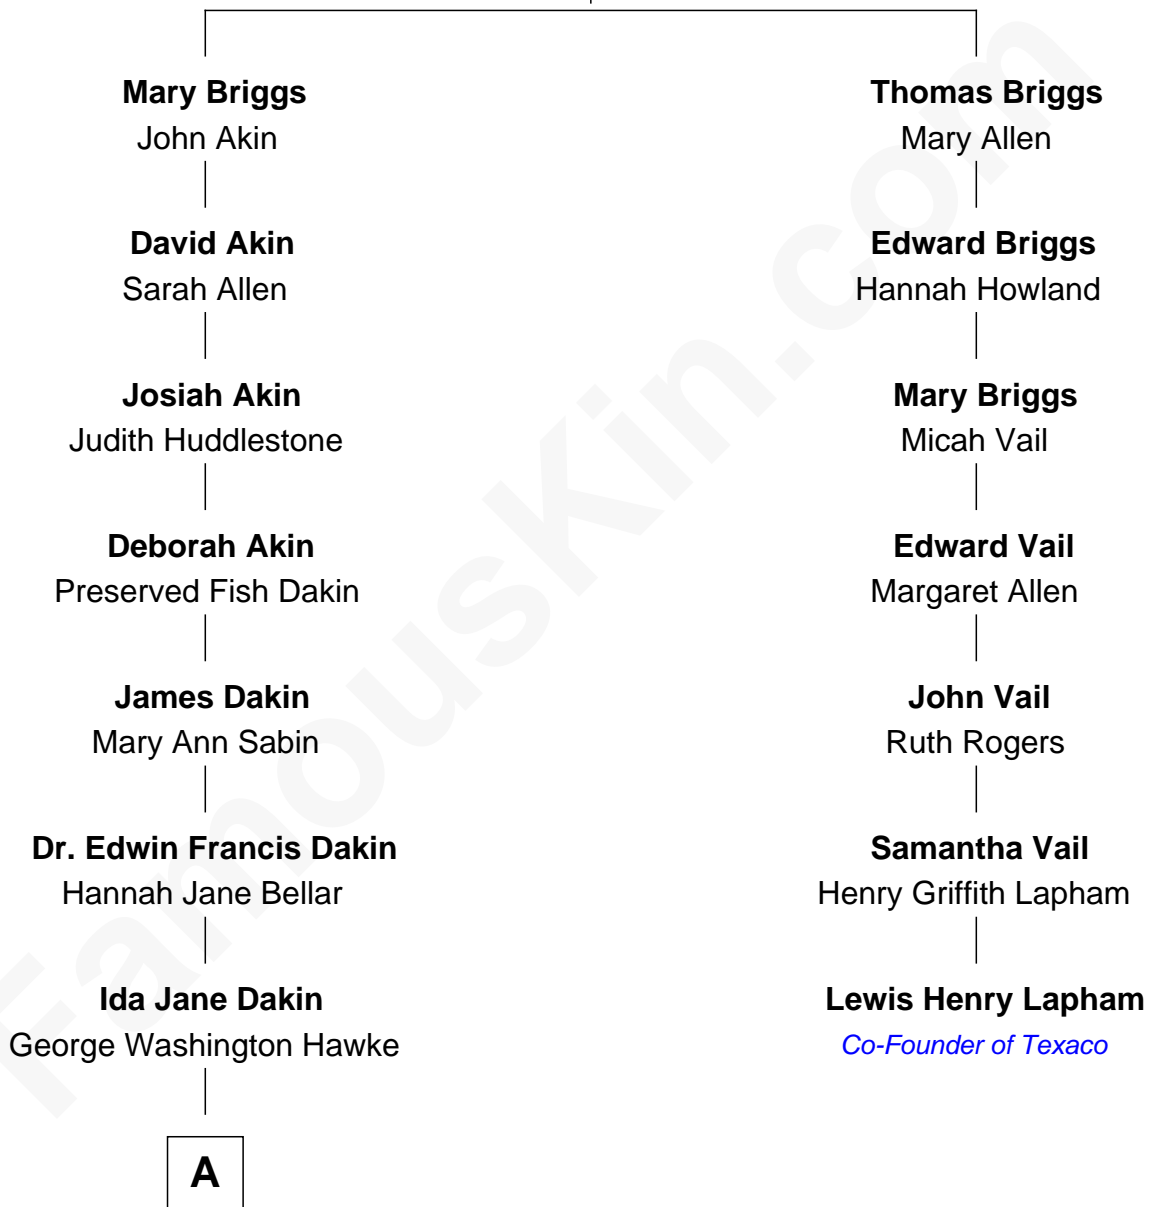 Mary Briggs
John Akin
Thomas Briggs
Mary Allen
David Akin
Sarah Allen
Edward Briggs
Hannah Howland
Josiah Akin
Judith Huddlestone
Mary Briggs
Micah Vail
Deborah Akin
Preserved Fish Dakin
Edward Vail
Margaret Allen
James Dakin
Mary Ann Sabin
John Vail
Ruth Rogers
Dr. Edwin Francis Dakin
Hannah Jane Bellar
Samantha Vail
Henry Griffith Lapham
Ida Jane Dakin
George Washington Hawke
Lewis Henry Lapham
Co-Founder of Texaco
A
FamousKin.com